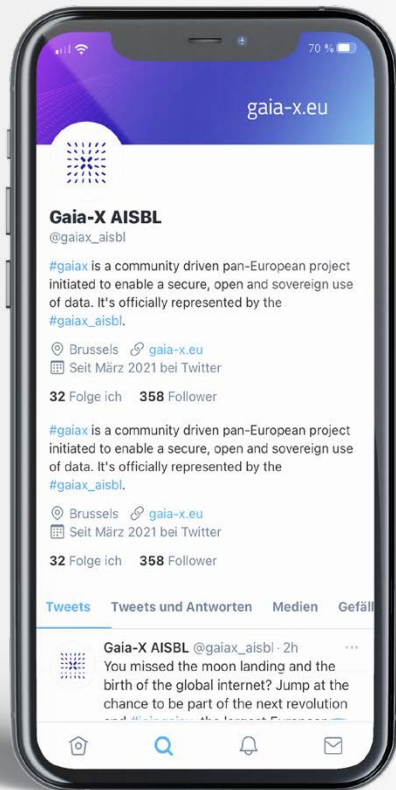 70 %
gaia-x.eu
Gaia-X AISBL
@gaiax_aisbl
#gaiax is a community driven pan-European project
initiated to enable a secure, open and sovereign use
of data. It's officially represented by the
#gaiax_aisbl.
Brussels gaia-x.eu
Seit März 2021 bei Twitter
32 Folge ich 358 Follower
#gaiax is a community driven pan-European project
initiated to enable a secure, open and sovereign use
of data. It's officially represented by the
#gaiax_aisbl.
Brussels gaia-x.eu
Seit März 2021 bei Twitter
32 Folge ich 358 Follower
Tweets Tweets und Antworten Medien Gefäll
Gaia-X AISBL @gaiax_aisbl · 2h
You missed the moon landing and the
birth of the global internet? Jump at the
chance to be part of the next revolution